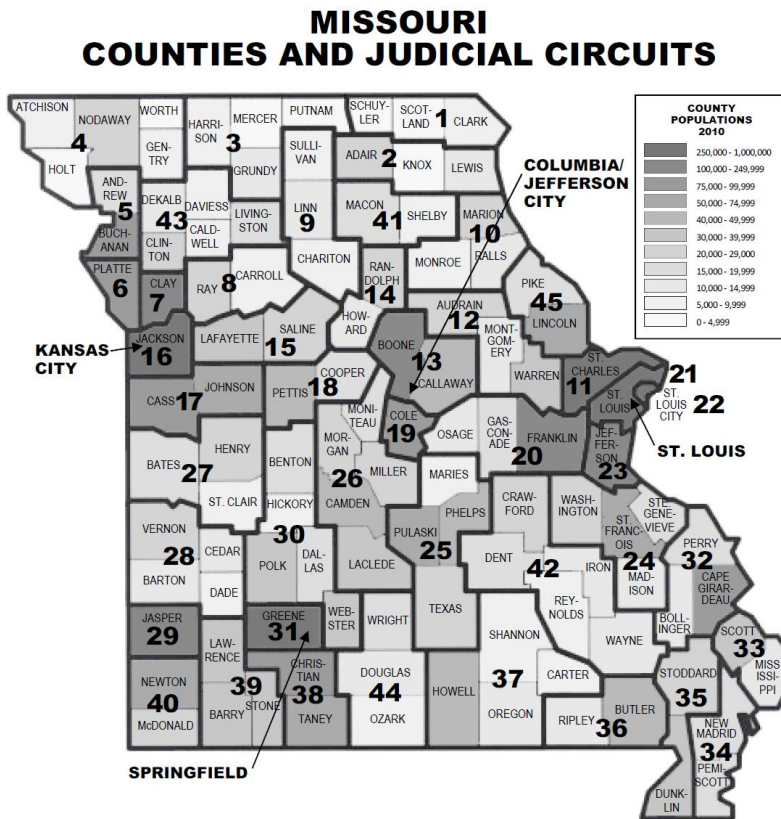 MISSOURI
COUNTIES AND JUDICIAL CIRCUITS
COUNTY
POPULATIONS
2010
250,000 - 1,000,000
100,000 - 249,999
75,000 - 99,999
50,000 - 74,999
40,000 - 49,999
30,000 - 39,999
20,000 - 29,000
15,000 - 19,999
10,000 - 14,999
5,000 - 9,999
0 - 4,999
ATCHISON
NODAWAY
WORTH
GEN-
TRY
HOLT
4
HARRI-
SON
MERCER
PUTNAM
GRUNDY
3
SCHUY-
LER
SCOT-
LAND
CLARK
1
ADAIR
2
KNOX
LEWIS
COLUMBIA/
JEFFERSON
CITY
AND-
REW
5
BUCH-
ANAN
DEKALB
DAVIESS
43
CLIN-
TON
CALD-
WELL
LIVING-
STON
SULLI-
VAN
LINN
9
CHARITON
MACON
41
SHELBY
MARION
10
MONROE
RALLS
PLATTE
6
CLAY
7
RAY
8
CARROLL
RAN-
DOLPH
14
HOW-
ARD
AUDRAIN
12
MONT-
GOM-
ERY
WARREN
PIKE
45
LINCOLN
KANSAS
CITY
JACKSON
16
LAFAYETTE
SALINE
15
BOONE
13
CALLAWAY
ST.
CHARLES
11
ST.
LOUIS
21
ST.
LOUIS
CITY
22
ST. LOUIS
CASS
17
JOHNSON
PETTIS
18
COOPER
MONI-
TEAU
COLE
19
OSAGE
GAS-
CON-
ADE
20
FRANKLIN
JEF-
FER-
SON
23
BATES
27
HENRY
ST. CLAIR
BENTON
HICKORY
30
POLK
DAL-
LAS
WEB-
STER
MOR-
GAN
26
MILLER
CAMDEN
LACLEDE
MARIES
PHELPS
PULASKI
25
TEXAS
CRAW-
FORD
DENT
42
IRON
REY-
NOLDS
WAYNE
WASH-
INGTON
STE.
GENE-
VIEVE
ST.
FRANC-
OIS
24
MAD-
ISON
PERRY
32
CAPE
GIRAR-
DEAU
BOLL-
INGER
VERNON
28
BARTON
CEDAR
DADE
JASPER
29
GREENE
31
NEWTON
40
McDONALD
LAW-
RENCE
39
BARRY
STONE
CHRIS-
TIAN
38
TANEY
WRIGHT
DOUGLAS
44
OZARK
HOWELL
SHANNON
37
OREGON
CARTER
RIPLEY
36
BUTLER
STODDARD
35
SCOTT
33
MISS
ISSI-
PPI
NEW
MADRID
34
PEMI-
SCOTT
DUNK-
LIN
SPRINGFIELD